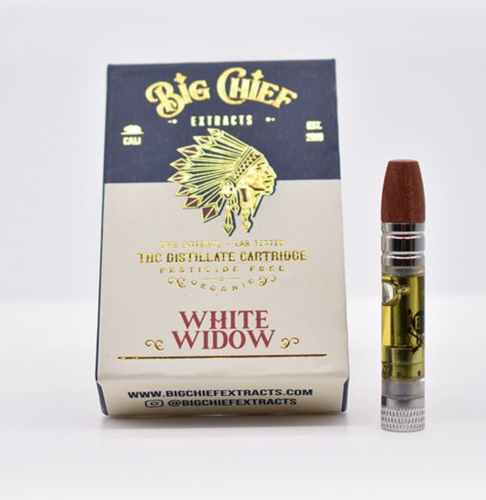 BIG CHIEF
EXTRACTS
CALI
EST.
HIGH POTENCY - LAB TESTED
THC DISTILLATE CARTRIDGE
PESTICIDE FREE
ORGANIC
WHITE
WIDOW
WWW.BIGCHIEFEXTRACTS.COM
@BIGCHIEFEXTRACTS